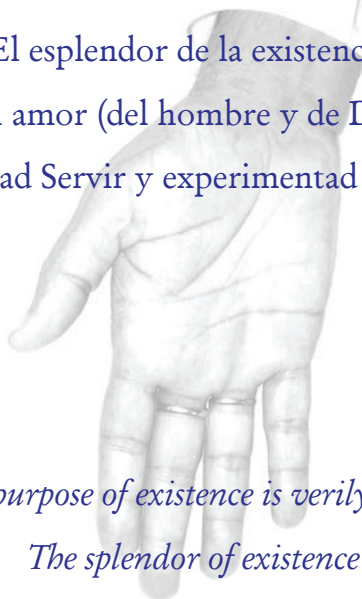 El esplendor de la existenc
amor (del hombre y de D
ad Servir y experimentad
purpose of existence is verily
The splendor of existence